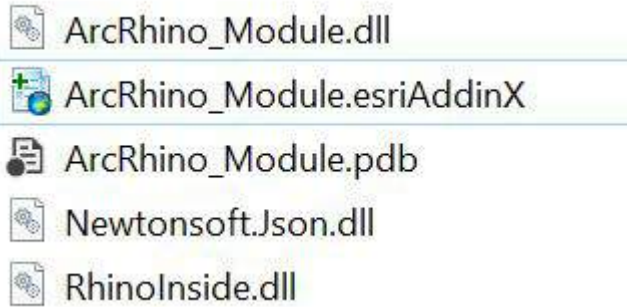 ArcRhino_Module.dll
ArcRhino_Module.esriAddinX
ArcRhino_Module.pdb
Newtonsoft.Json.dll
RhinoInside.dll